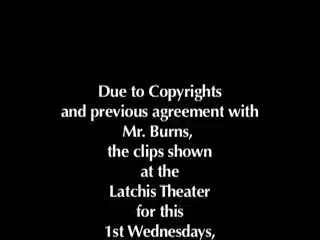 Due to Copyrights
and previous agreement with
Mr. Burns,
the clips shown
at the
Latchis Theater
for this
1st Wednesdays,